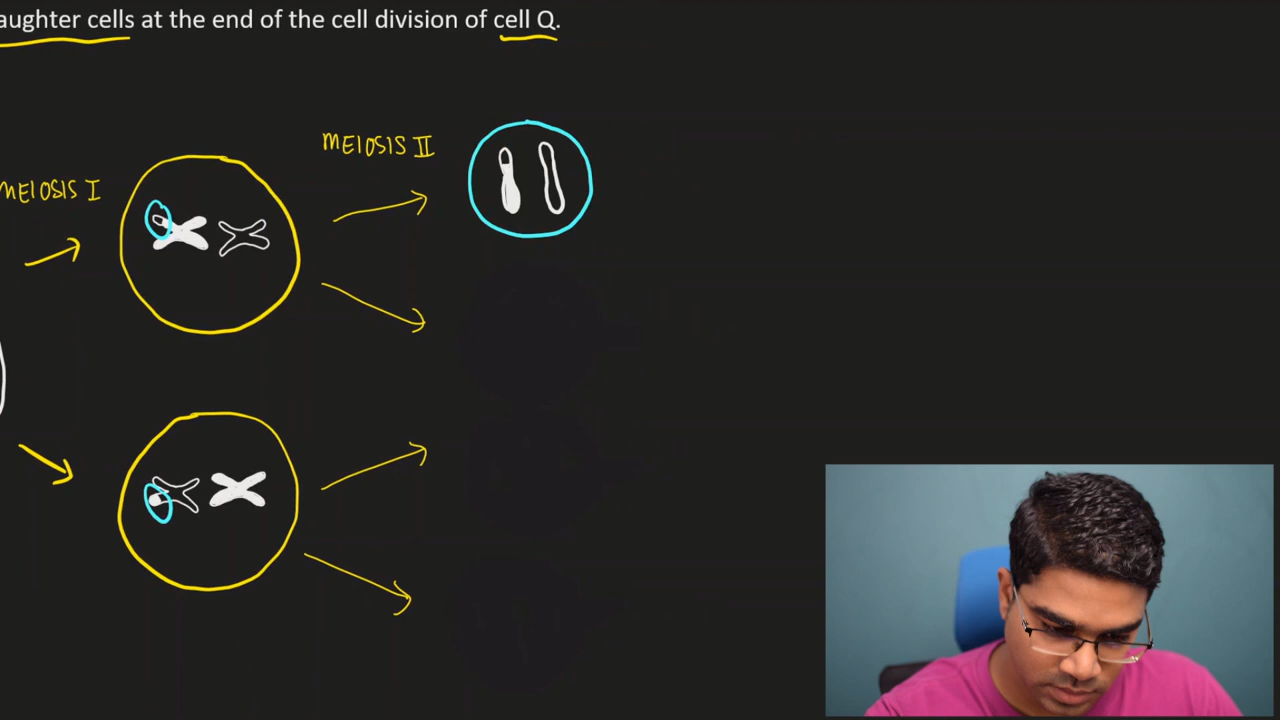 aughter cells at the end of the cell division of cell Q.
MEIOSIS II
MEIOSIS I